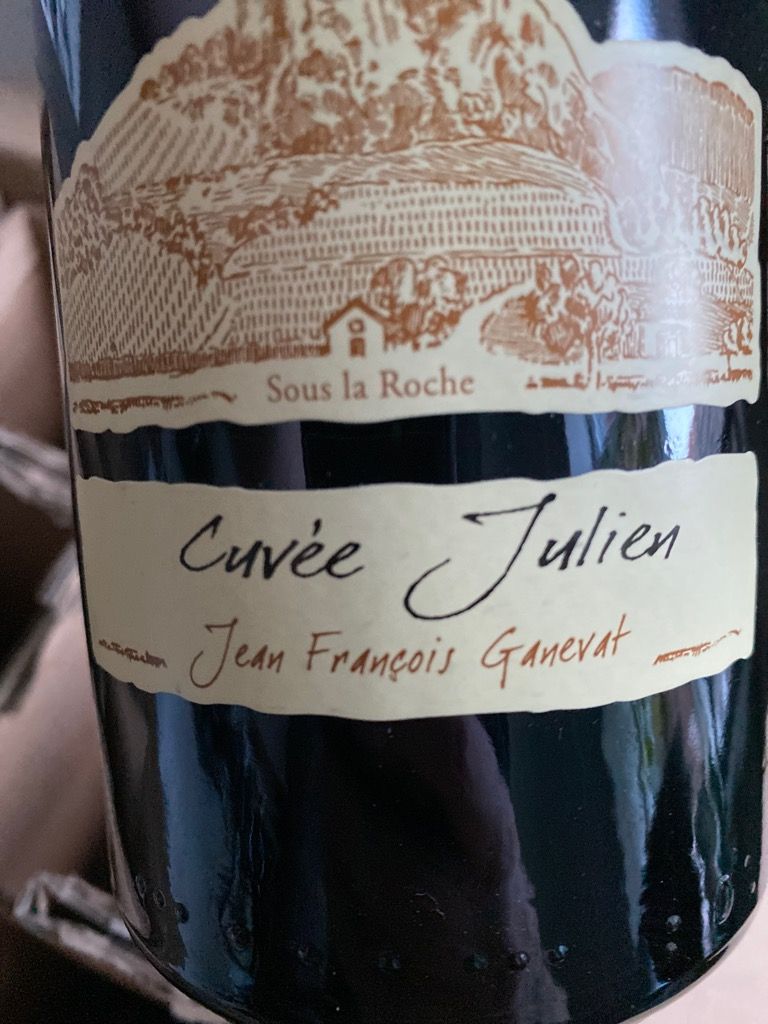 Sous la Roche
Cuvée Julien
Jean François Ganevat